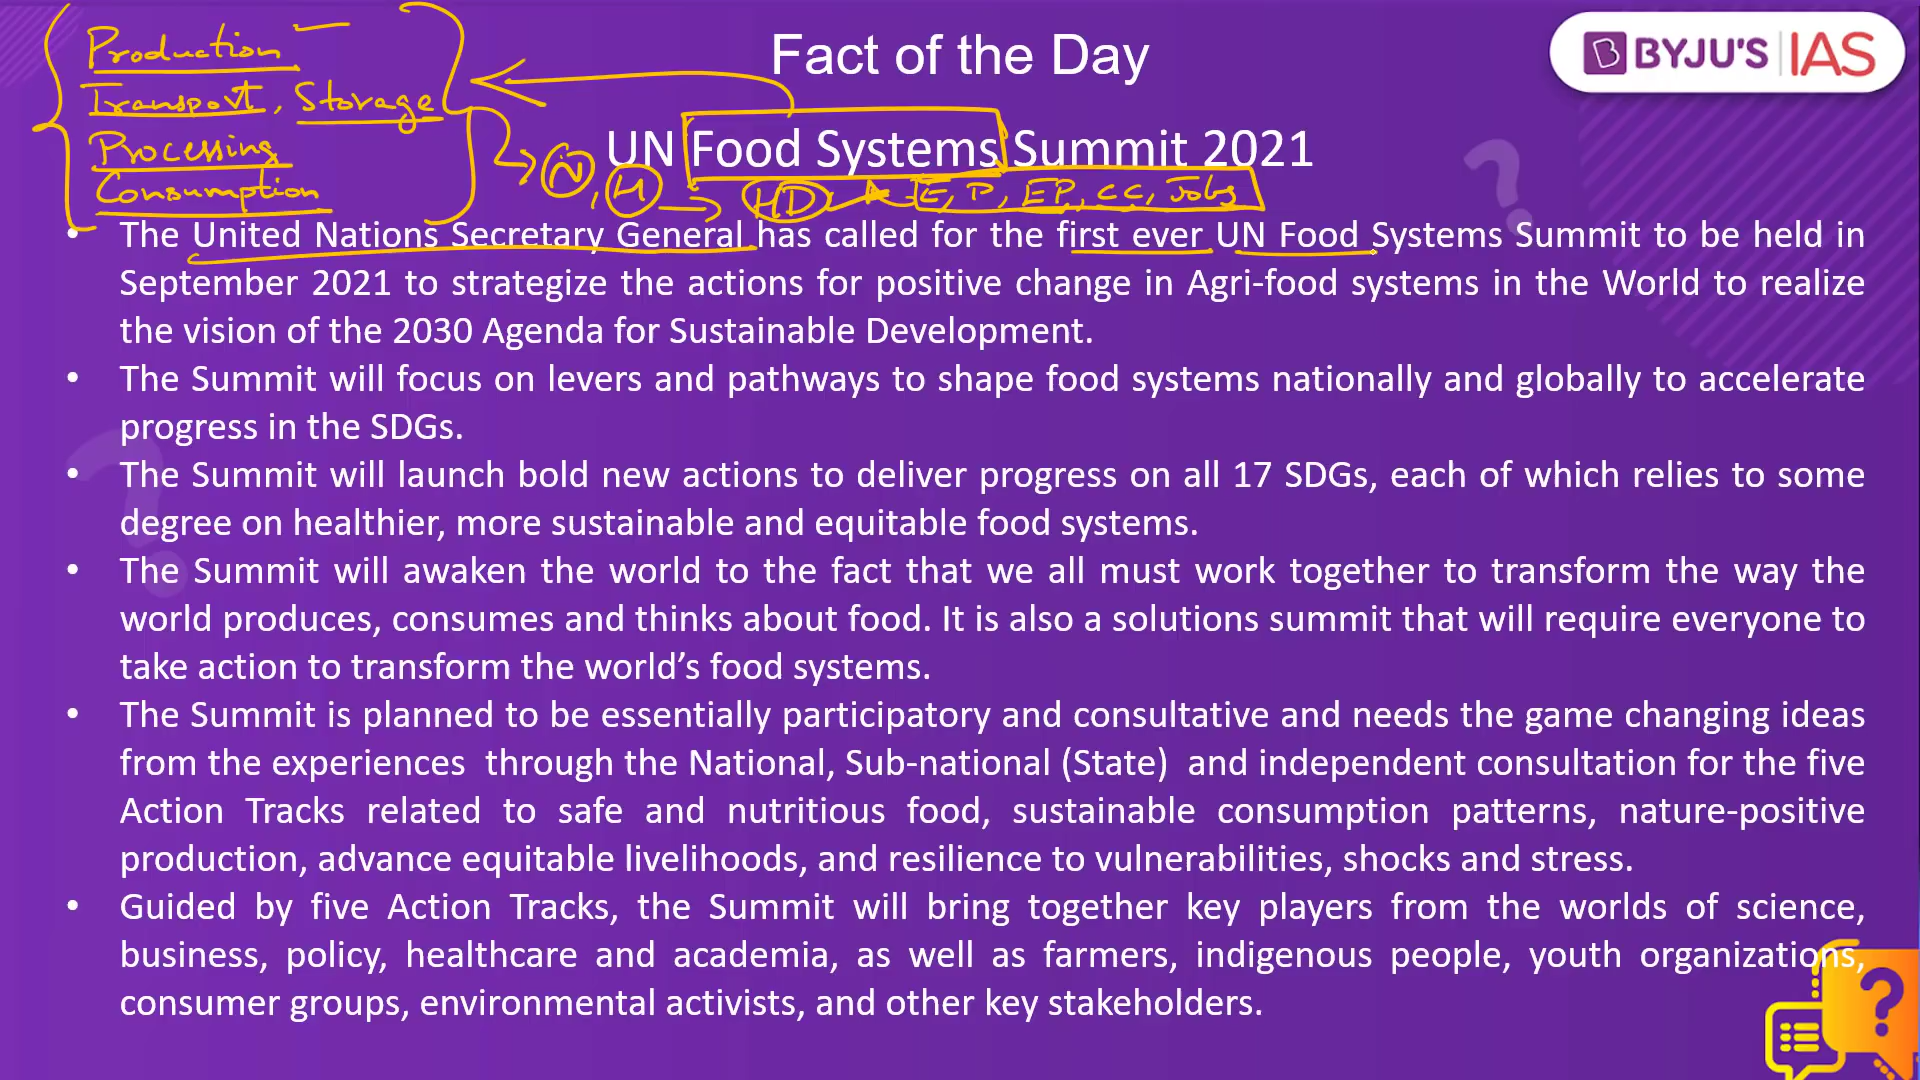 Production
Transport, Storage
Processing
Consumption
Fact of the Day
BYJU'S IAS
UN Food Systems Summit 2021
N, H → HD E, P, EP, CC, Jobs
• The United Nations Secretary General has called for the first ever UN Food Systems Summit to be held in
September 2021 to strategize the actions for positive change in Agri-food systems in the World to realize
the vision of the 2030 Agenda for Sustainable Development.
• The Summit will focus on levers and pathways to shape food systems nationally and globally to accelerate
progress in the SDGs.
• The Summit will launch bold new actions to deliver progress on all 17 SDGs, each of which relies to some
degree on healthier, more sustainable and equitable food systems.
• The Summit will awaken the world to the fact that we all must work together to transform the way the
world produces, consumes and thinks about food. It is also a solutions summit that will require everyone to
take action to transform the world’s food systems.
• The Summit is planned to be essentially participatory and consultative and needs the game changing ideas
from the experiences through the National, Sub-national (State) and independent consultation for the five
Action Tracks related to safe and nutritious food, sustainable consumption patterns, nature-positive
production, advance equitable livelihoods, and resilience to vulnerabilities, shocks and stress.
• Guided by five Action Tracks, the Summit will bring together key players from the worlds of science,
business, policy, healthcare and academia, as well as farmers, indigenous people, youth organizations,
consumer groups, environmental activists, and other key stakeholders.